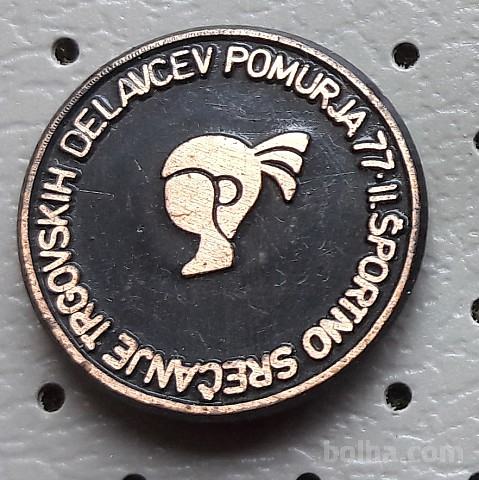 II. ŠPORTNO SREČANJE TRGOVSKIH DELAVCEV POMURJA 77 •
bolha.com